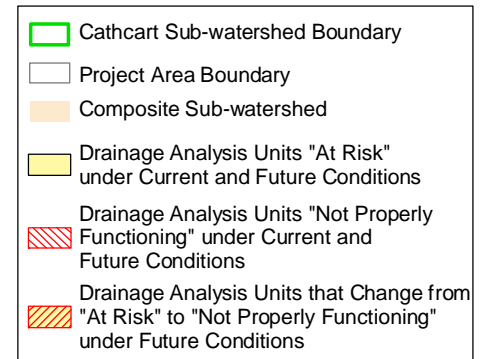 Cathcart Sub-watershed Boundary
Project Area Boundary
Composite Sub-watershed
Drainage Analysis Units "At Risk"
under Current and Future Conditions
Drainage Analysis Units "Not Properly
Functioning" under Current and
Future Conditions
Drainage Analysis Units that Change from
"At Risk" to "Not Properly Functioning"
under Future Conditions